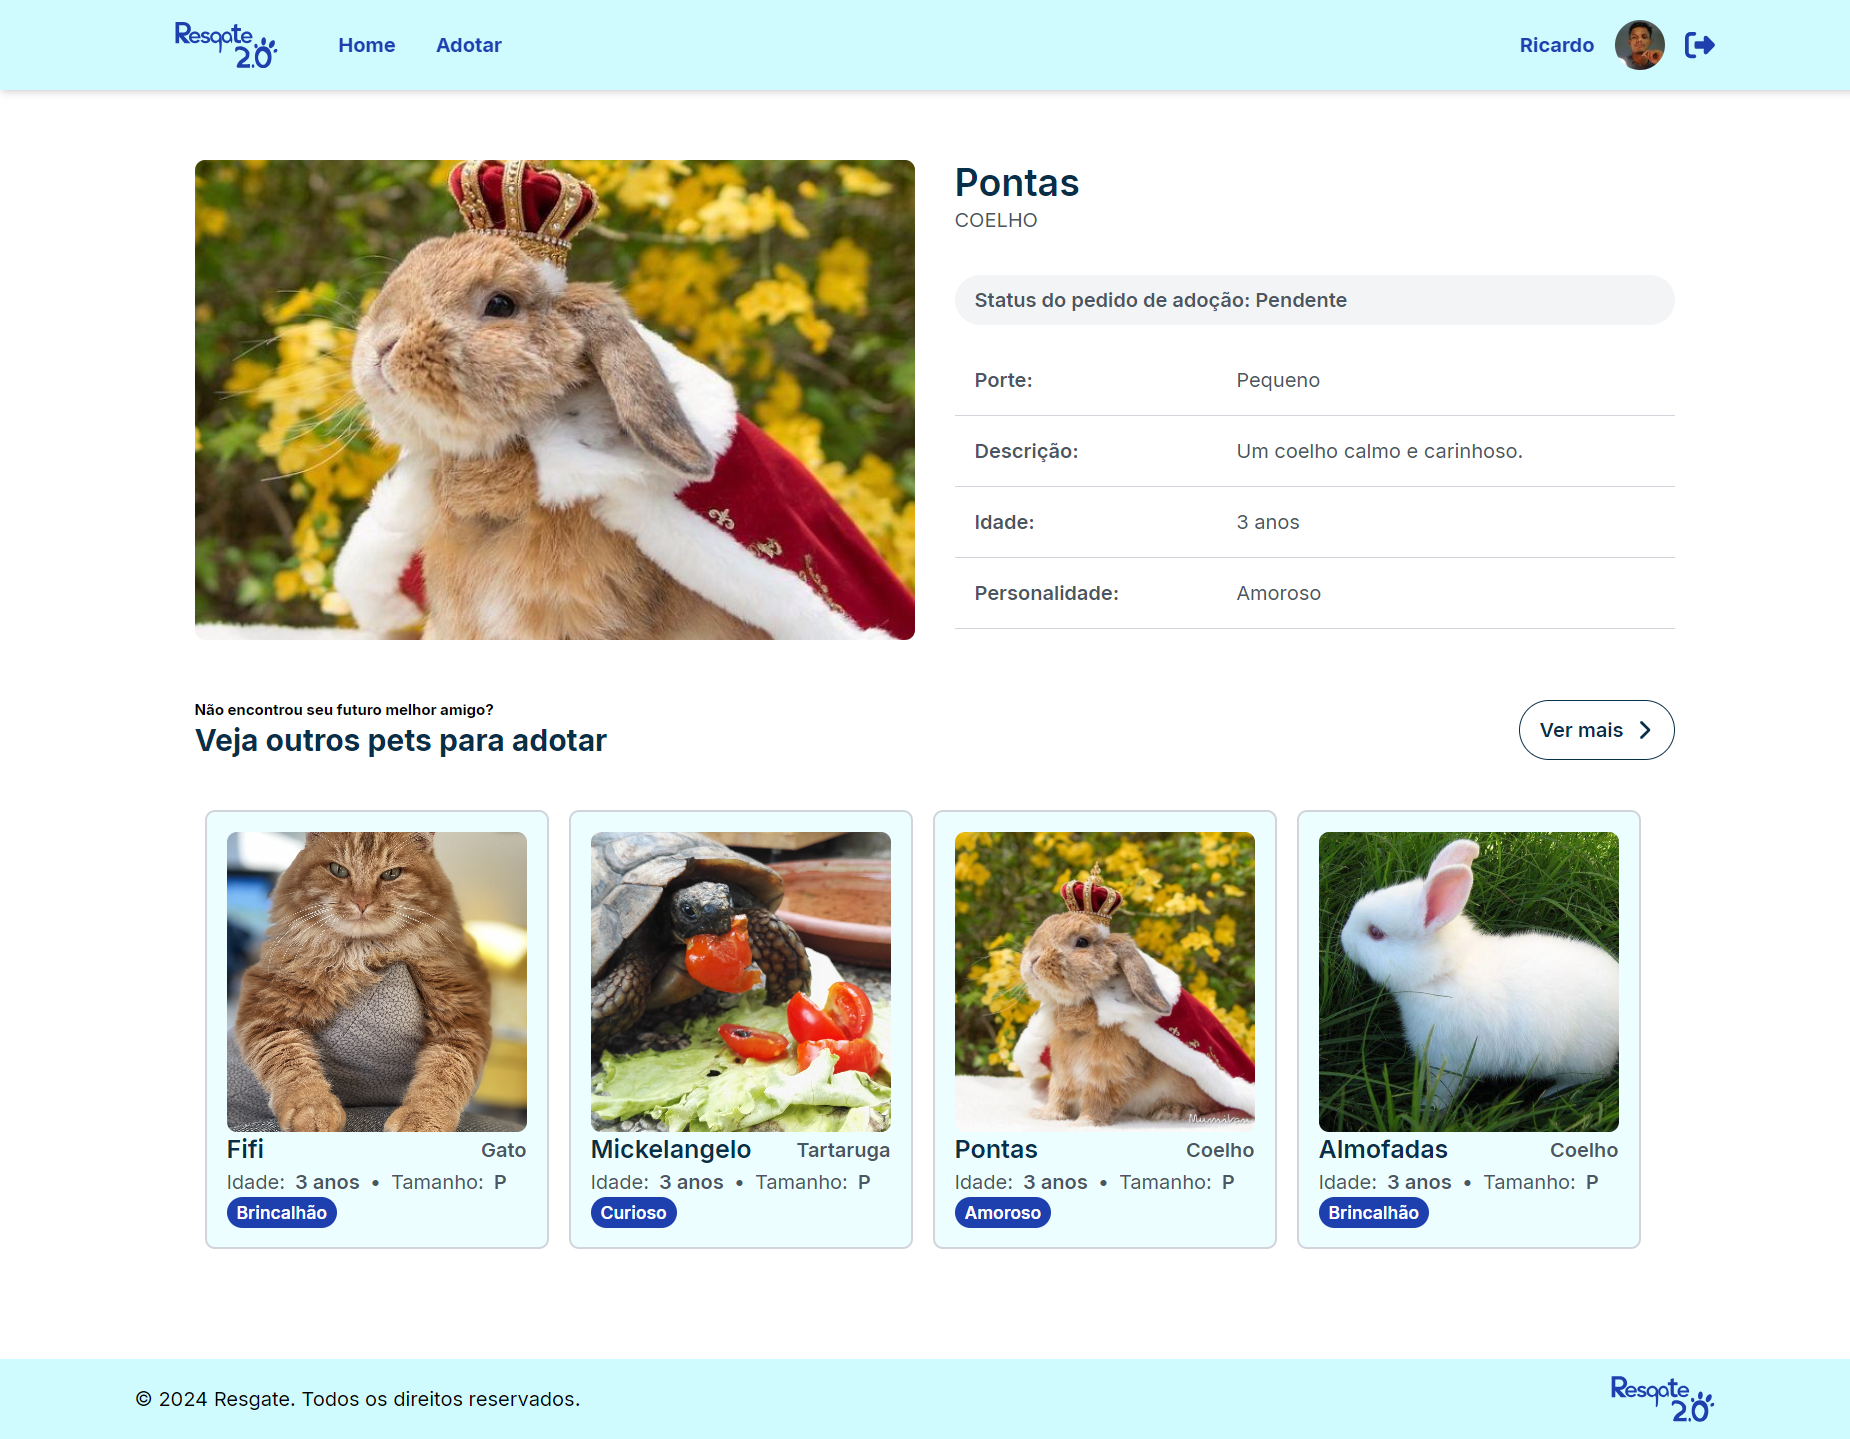 Resgate
2.0
Home
Adotar
Ricardo
Pontas
COELHO
Status do pedido de adoção: Pendente
Porte: Pequeno
Descrição: Um coelho calmo e carinhoso.
Idade: 3 anos
Personalidade: Amoroso
Não encontrou seu futuro melhor amigo?
Veja outros pets para adotar
Ver mais
Fifi Gato
Idade: 3 anos • Tamanho: P
Brincalhão
Mickelangelo Tartaruga
Idade: 3 anos • Tamanho: P
Curioso
Pontas Coelho
Idade: 3 anos • Tamanho: P
Amoroso
Almofadas Coelho
Idade: 3 anos • Tamanho: P
Brincalhão
© 2024 Resgate. Todos os direitos reservados.
Resgate
2.0